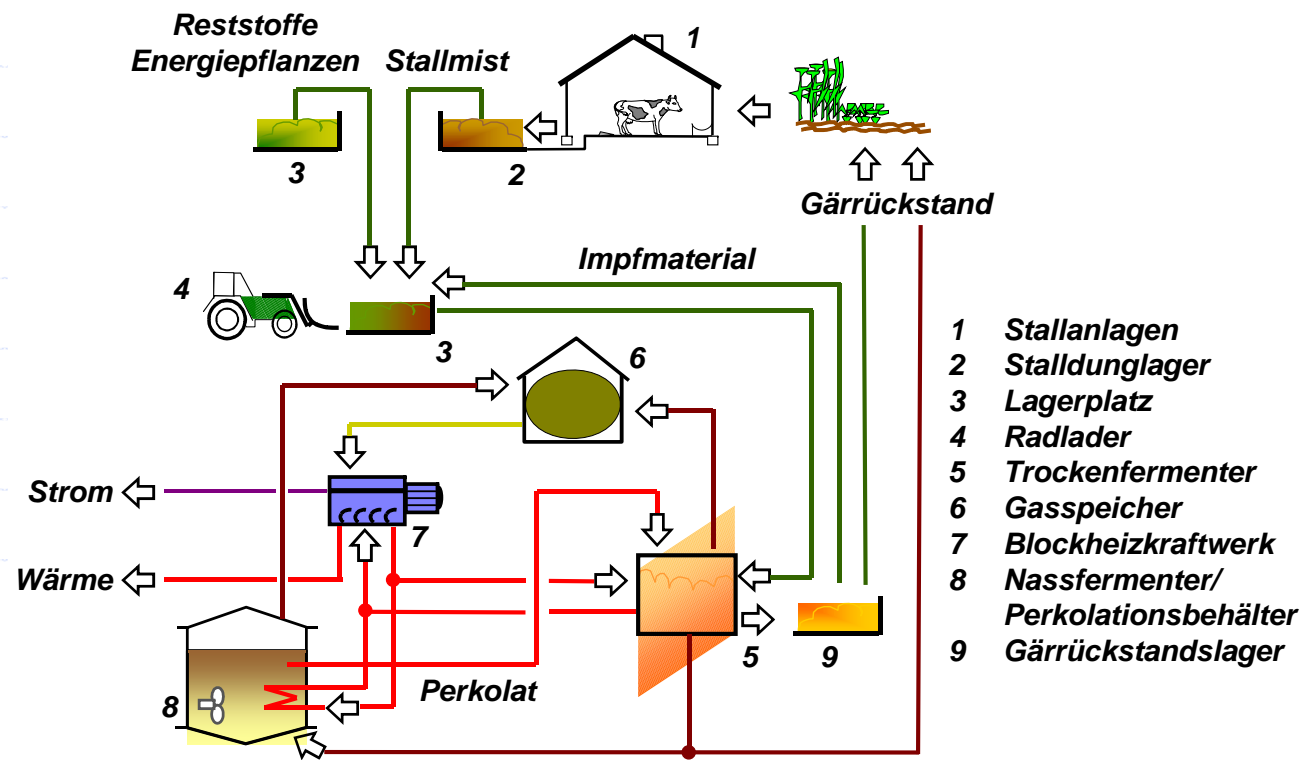 Reststoffe
Energiepflanzen
Stallmist
1
3
2
Gärrückstand
Impfmaterial
4
3
6
Strom
7
Wärme
5
9
Perkolat
8
1 Stallanlagen
2 Stalldunglager
3 Lagerplatz
4 Radlader
5 Trockenfermenter
6 Gasspeicher
7 Blockheizkraftwerk
8 Nassfermenter/
Perkolationsbehälter
9 Gärrückstandslager